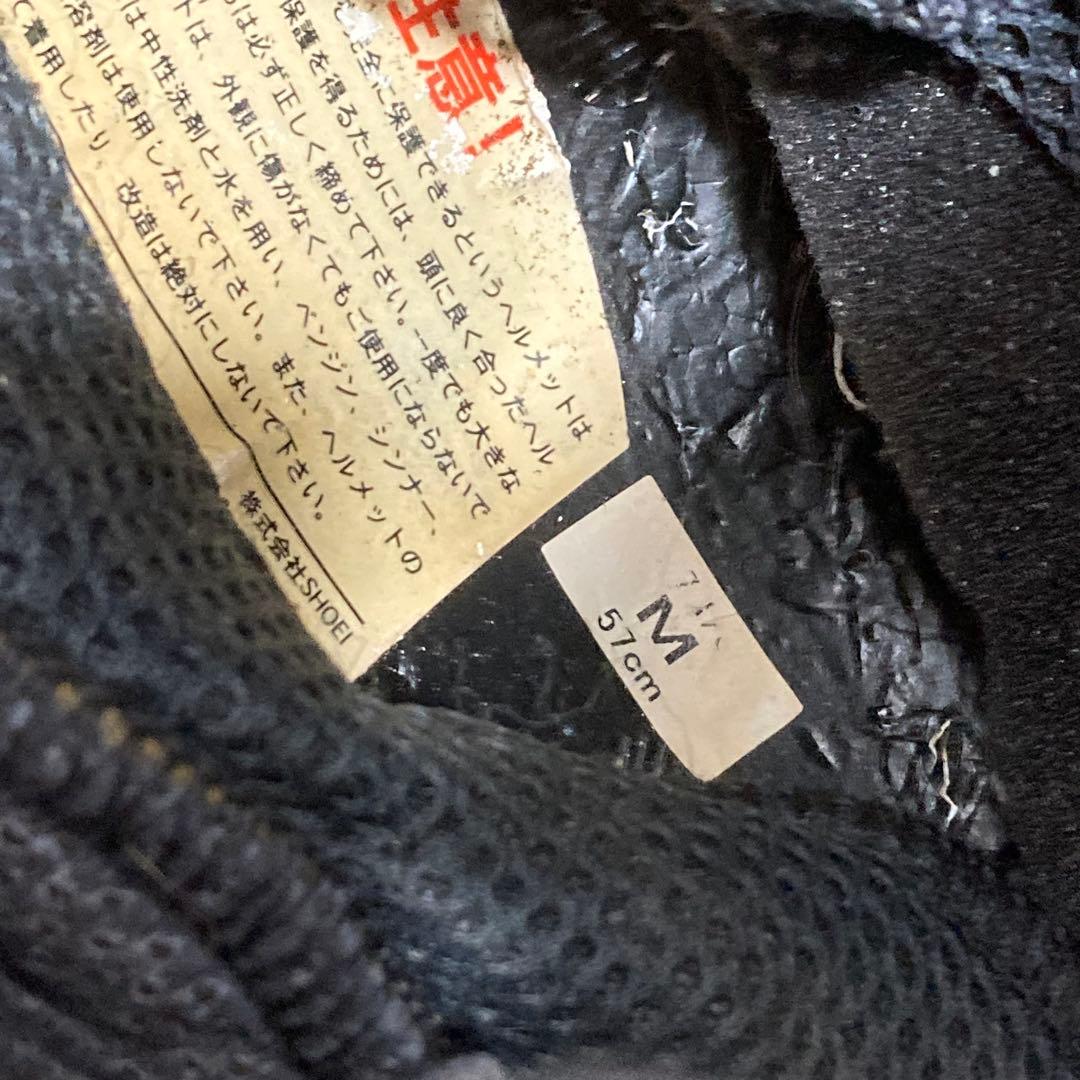 注意!
完全に保護できるというヘルメットは
保護を得るためには、頭に良く合ったヘル
は必ず正しく締めて下さい。一度でも大きな
トは、外観に傷がなくてもご使用にならないで
は中性洗剤と水を用い、ベンジン、シンナー、
溶剤は使用しないで下さい。また、ヘルメットの
て着用したり、改造は絶対にしないで下さい。
株式会社SHOEI
M
57cm